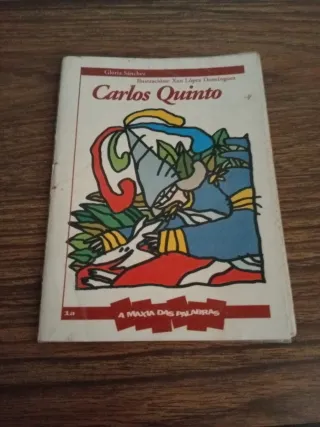 Gloria Sánchez
Ilustracións: Xan López Domínguez
Carlos Quinto
A MAXIA DAS PALABRAS